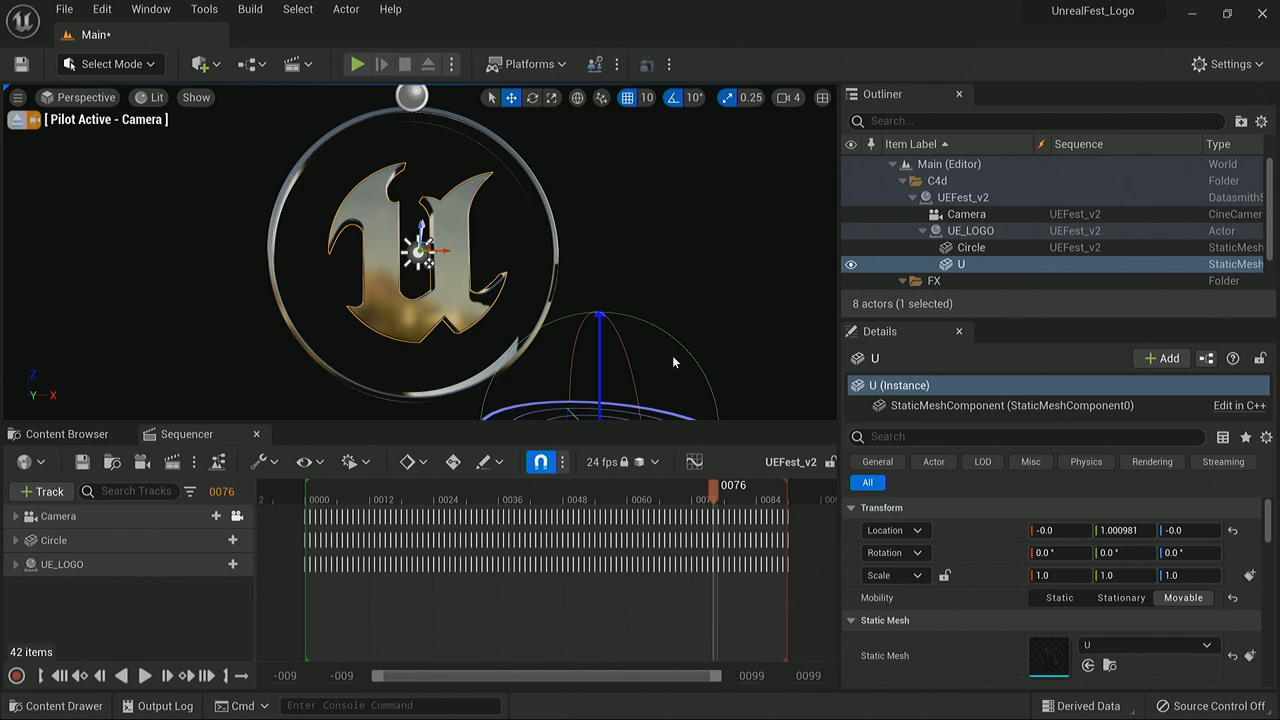 File Edit Window Tools Build Select Actor Help
UnrealFest_Logo
Main*
Select Mode
Platforms
Settings
Perspective Lit Show
10 10° 0.25 4
[ Pilot Active - Camera ]
Z
Y X
Outliner
Search...
Item Label Sequence Type
Main (Editor) World
C4d Folder
UEFest_v2 DatasmithS
Camera UEFest_v2 CineCamer
UE_LOGO Actor
Circle UEFest_v2 StaticMesh
U StaticMesh
FX Folder
8 actors (1 selected)
Details
U
Add
U (Instance)
StaticMeshComponent (StaticMeshComponent0) Edit in C++
Search
General Actor LOD Misc Physics Rendering Streaming
All
Transform
Location -0.0 1.000981 -0.0
Rotation 0.0° 0.0° 0.0°
Scale 1.0 1.0 1.0
Mobility Static Stationary Movable
Static Mesh
Static Mesh U
Content Browser Sequencer
24 fps UEFest_v2
+ Track Search Tracks 0076
0076
2 0000 0012 0024 0036 0048 0060 0072 0084 009
Camera
Circle
UE_LOGO
42 items
-009 -009 0099 0099
Content Drawer Output Log Cmd Enter Console Command Derived Data Source Control Off